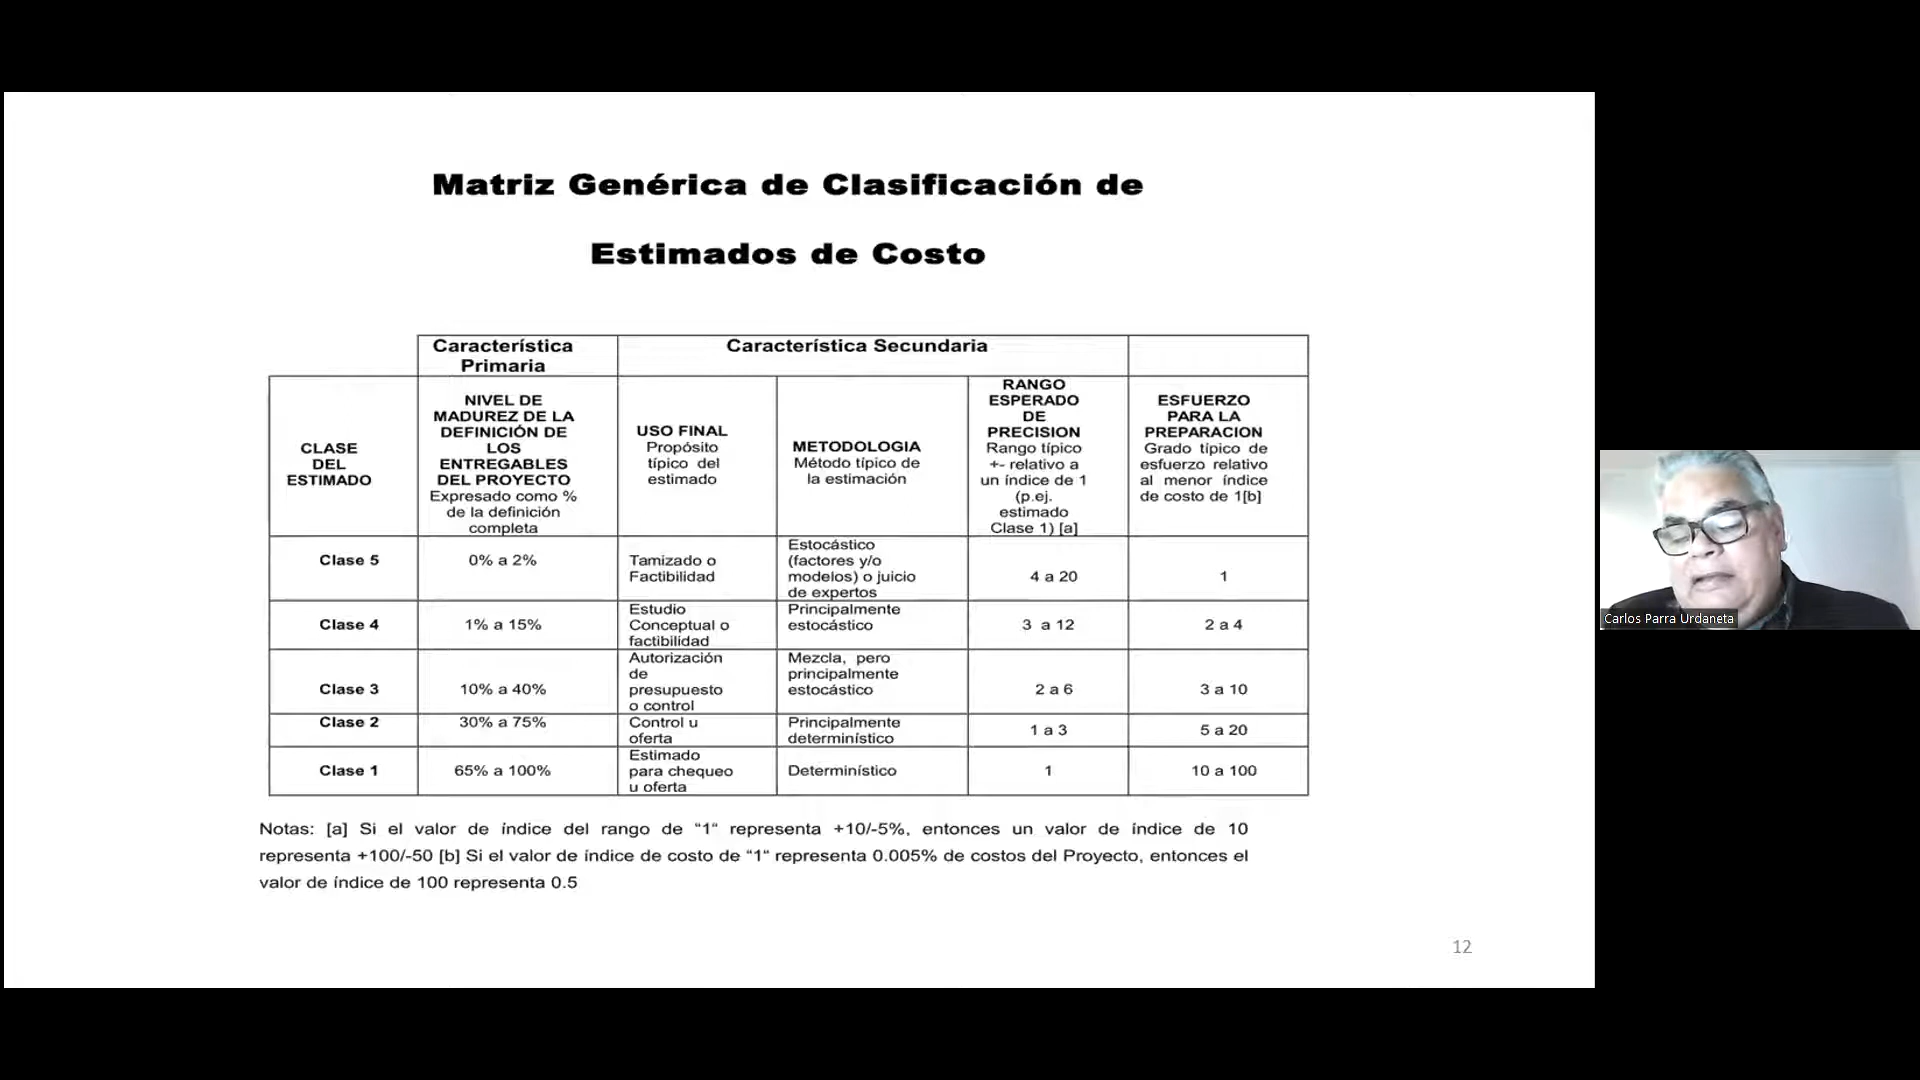 Matriz Genérica de Clasificación de
Estimados de Costo
Característica
Primaria
Característica Secundaria
CLASE
DEL
ESTIMADO
NIVEL DE
MADUREZ DE LA
DEFINICIÓN DE
LOS
ENTREGABLES
DEL PROYECTO
Expresado como %
de la definición
completa
USO FINAL
Propósito
típico del
estimado
METODOLOGIA
Método típico de
la estimación
RANGO
ESPERADO
DE
PRECISION
Rango típico
+- relativo a
un índice de 1
(p.ej.
estimado
Clase 1) [a]
ESFUERZO
PARA LA
PREPARACION
Grado típico de
esfuerzo relativo
al menor índice
de costo de 1[b]
Clase 5
0% a 2%
Tamizado o
Factibilidad
Estocástico
(factores y/o
modelos) o juicio
de expertos
4 a 20
1
Clase 4
1% a 15%
Estudio
Conceptual o
factibilidad
Principalmente
estocástico
3 a 12
2 a 4
Clase 3
10% a 40%
Autorización
de
presupuesto
o control
Mezcla, pero
principalmente
estocástico
2 a 6
3 a 10
Clase 2
30% a 75%
Control u
oferta
Principalmente
determinístico
1 a 3
5 a 20
Clase 1
65% a 100%
Estimado
para chequeo
u oferta
Determinístico
1
10 a 100
Notas: [a] Si el valor de índice del rango de “1“ representa +10/-5%, entonces un valor de índice de 10
representa +100/-50 [b] Si el valor de índice de costo de “1“ representa 0.005% de costos del Proyecto, entonces el
valor de índice de 100 representa 0.5
12
Carlos Parra Urdaneta